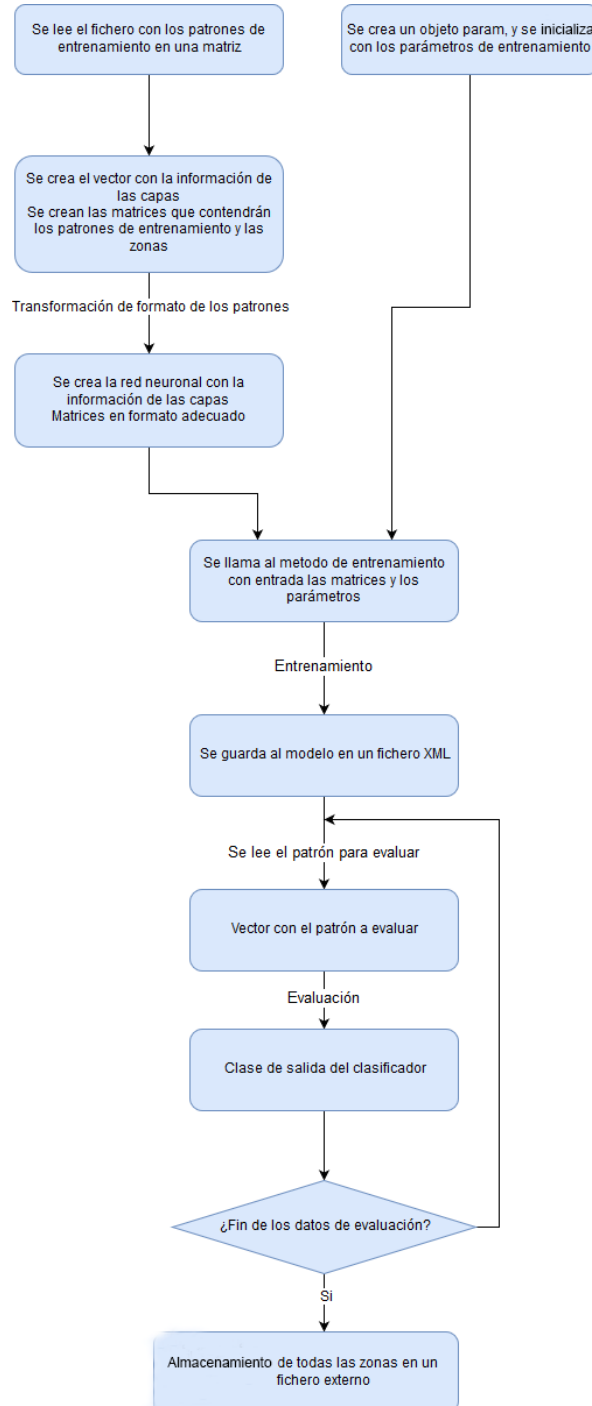 Se lee el fichero con los patrones de
entrenamiento en una matriz
Se crea un objeto param, y se inicializa
con los parámetros de entrenamiento
Se crea el vector con la información de
las capas
Se crean las matrices que contendrán
los patrones de entrenamiento y las
zonas
Transformación de formato de los patrones
Se crea la red neuronal con la
información de las capas
Matrices en formato adecuado
Se llama al metodo de entrenamiento
con entrada las matrices y los
parámetros
Entrenamiento
Se guarda al modelo en un fichero XML
Se lee el patrón para evaluar
Vector con el patrón a evaluar
Evaluación
Clase de salida del clasificador
¿Fin de los datos de evaluación?
Si
Almacenamiento de todas las zonas en un
fichero externo